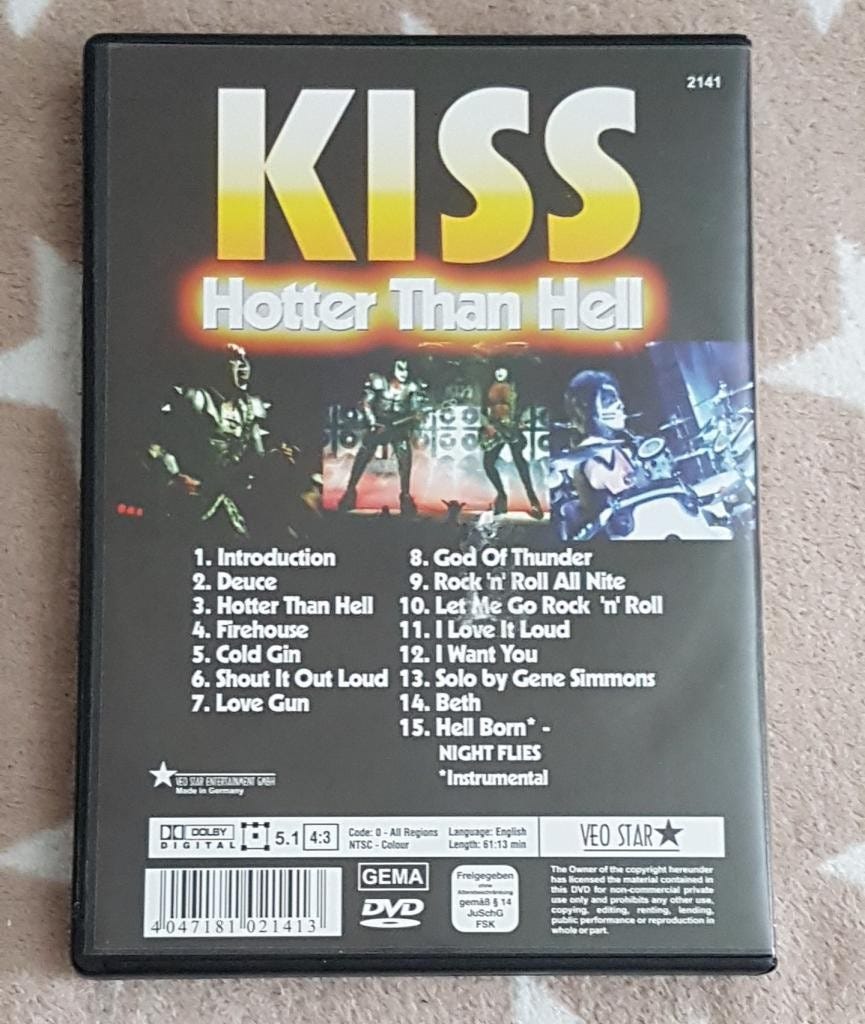 2141
KISS
Hotter Than Hell
1. Introduction
2. Deuce
3. Hotter Than Hell
4. Firehouse
5. Cold Gin
6. Shout It Out Loud
7. Love Gun
8. God Of Thunder
9. Rock 'n' Roll All Nite
10. Let Me Go Rock 'n' Roll
11. I Love It Loud
12. I Want You
13. Solo by Gene Simmons
14. Beth
15. Hell Born* -
NIGHT FLIES
*Instrumental
VEO STAR ENTERTAINMENT GMBH
Made in Germany
DOLBY
DIGITAL
5.1
4:3
Code: 0 - All Regions
NTSC - Colour
Language: English
Length: 61:13 min
VEO STAR
4 047181 021413
GEMA
DVD
Freigegeben
ohne
Altersbeschränkung
gemäß § 14
JuSchG
FSK
The Owner of the copyright hereunder
has licensed the material contained in
this DVD for non-commercial private
use only and prohibits any other use,
copying, editing, renting, lending,
public performance or reproduction in
whole or part.